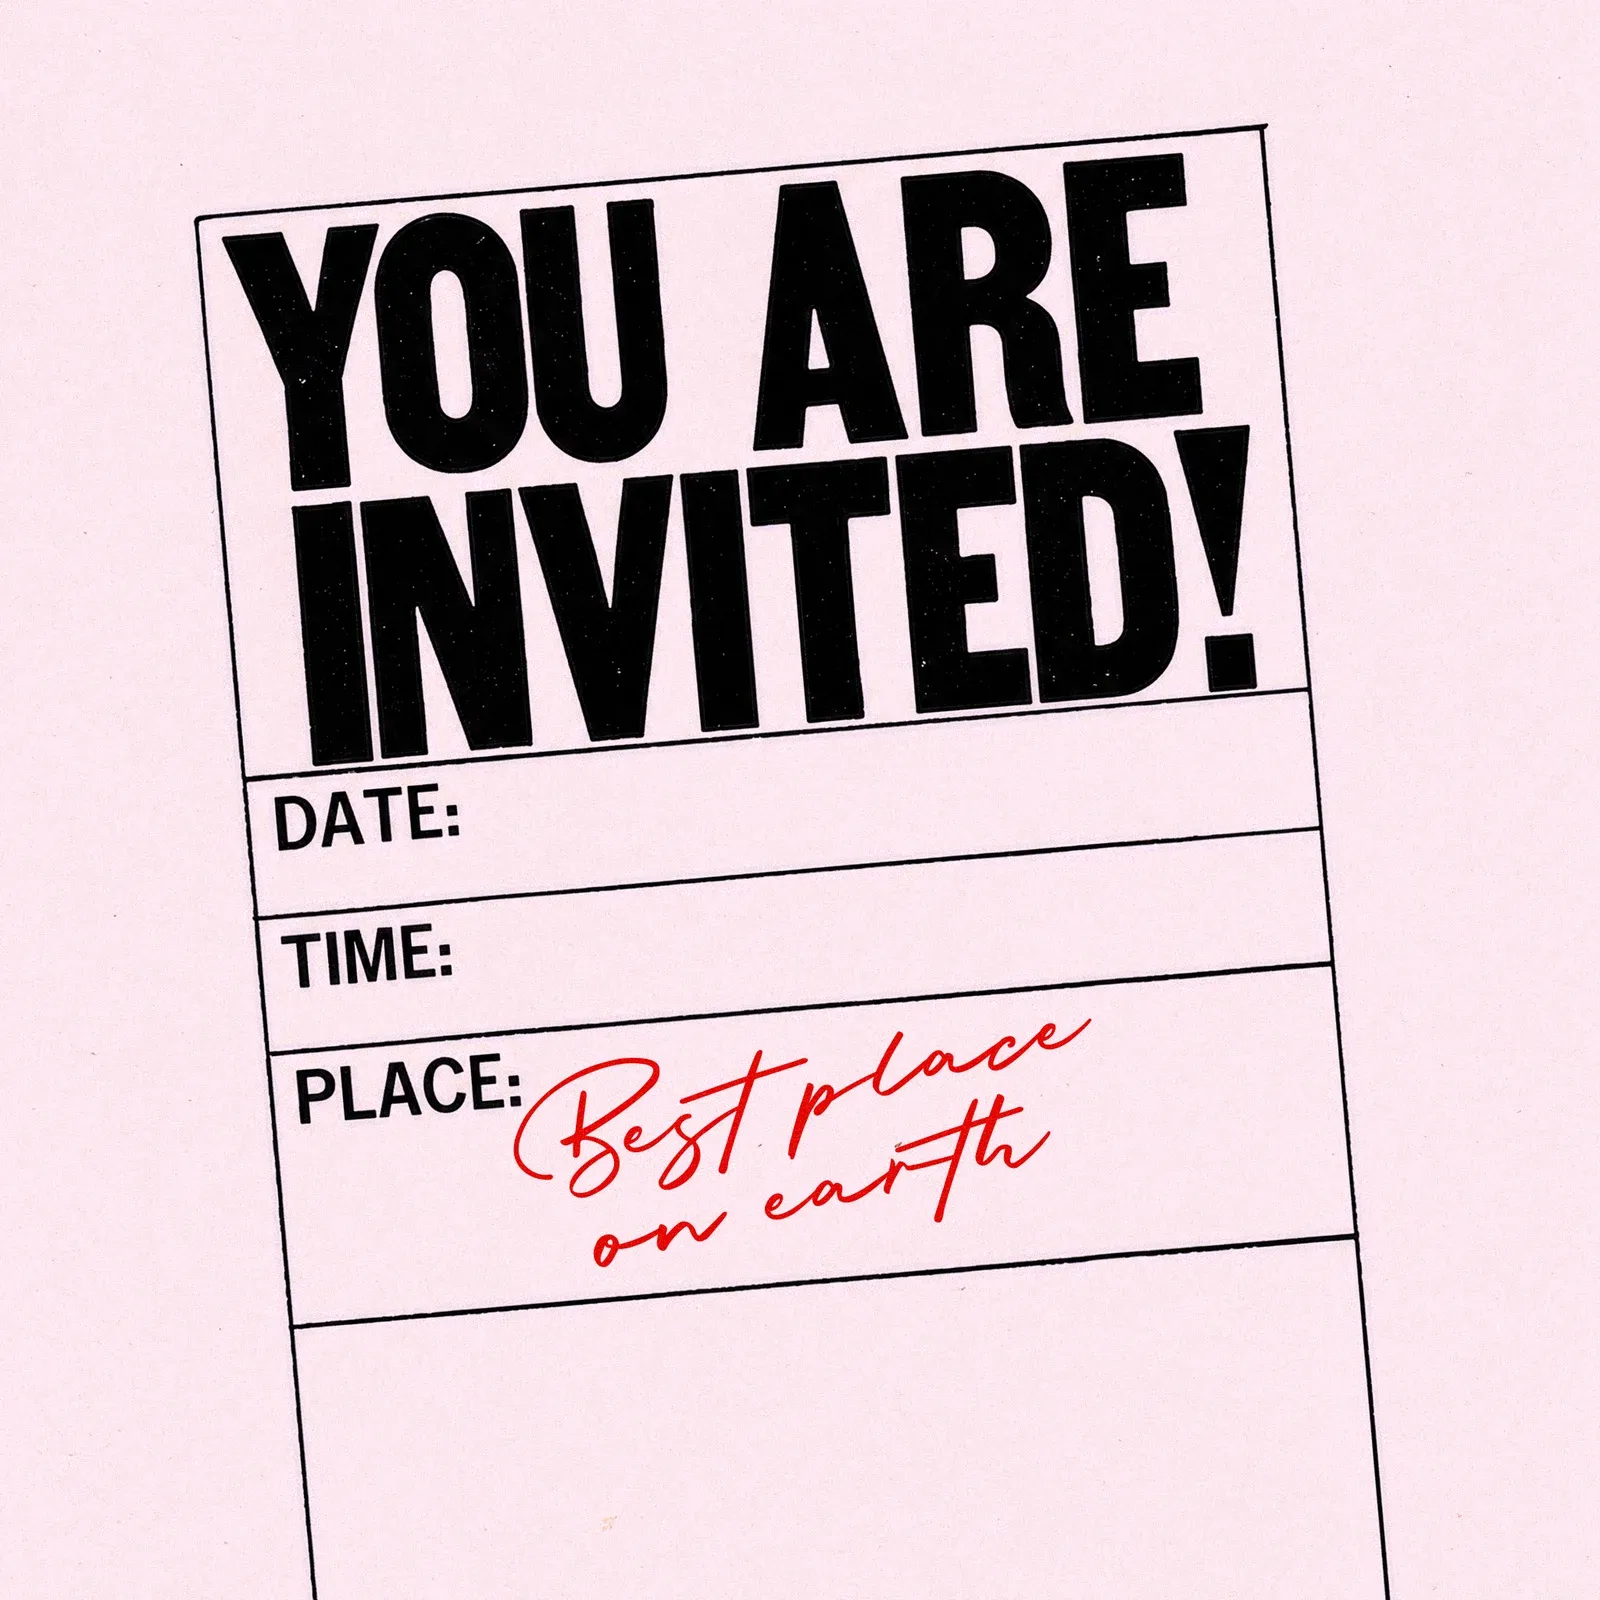 YOU ARE
INVITED!
DATE:
TIME:
PLACE: Best place
on earth